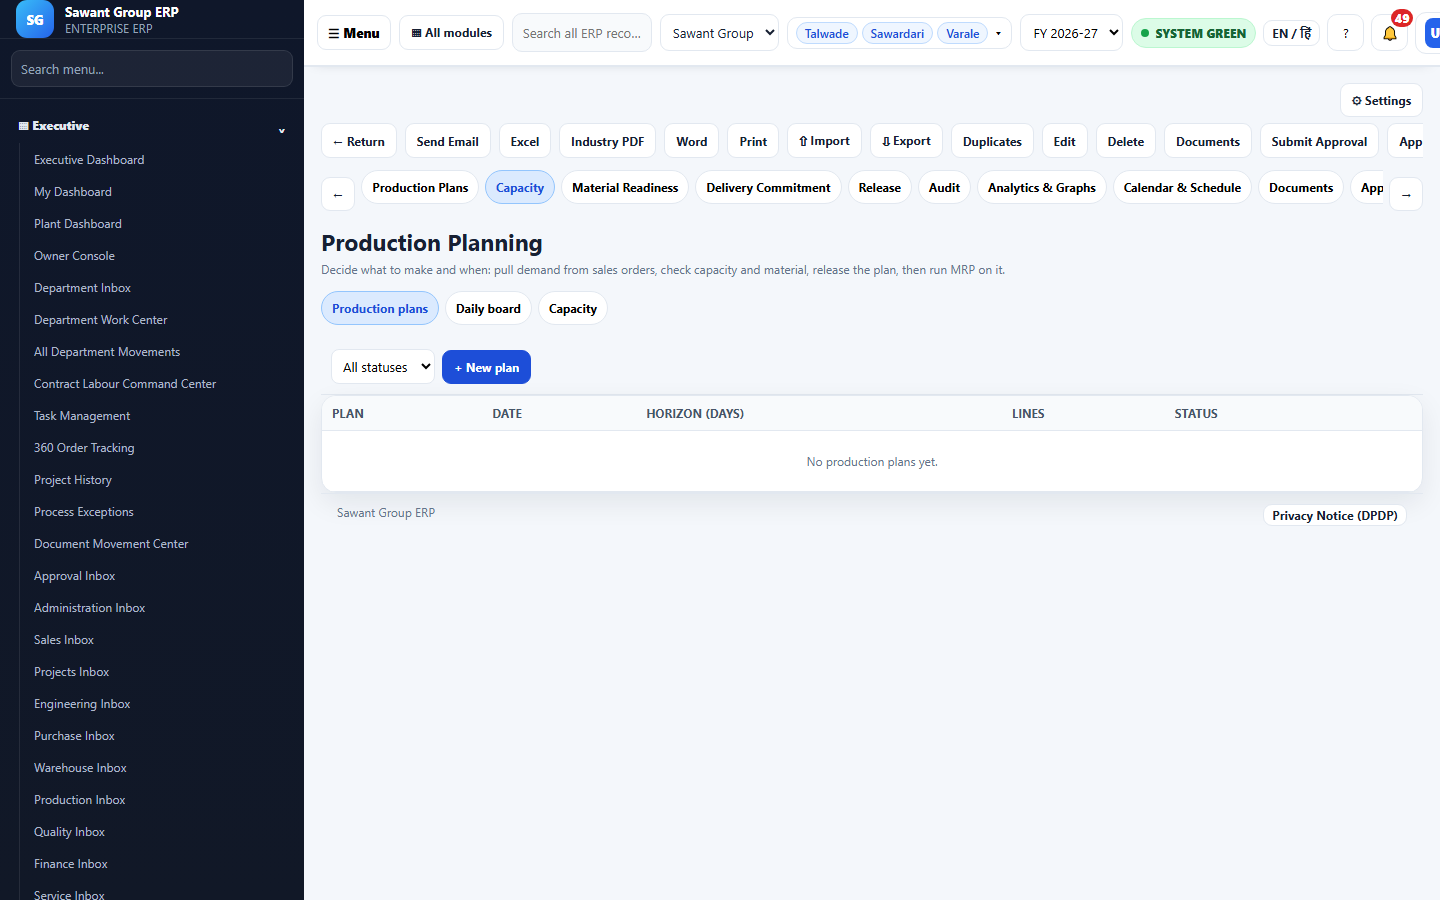 SG
Sawant Group ERP
ENTERPRISE ERP
Search menu...
Executive
Executive Dashboard
My Dashboard
Plant Dashboard
Owner Console
Department Inbox
Department Work Center
All Department Movements
Contract Labour Command Center
Task Management
360 Order Tracking
Project History
Process Exceptions
Document Movement Center
Approval Inbox
Administration Inbox
Sales Inbox
Projects Inbox
Engineering Inbox
Purchase Inbox
Warehouse Inbox
Production Inbox
Quality Inbox
Finance Inbox
Service Inbox
☰ Menu
All modules
Search all ERP reco...
Sawant Group
Talwade Sawardari Varale
FY 2026-27
SYSTEM GREEN
EN / हिं
?
49
U
⚙ Settings
← Return
Send Email
Excel
Industry PDF
Word
Print
⇧ Import
⇩ Export
Duplicates
Edit
Delete
Documents
Submit Approval
App
←
Production Plans
Capacity
Material Readiness
Delivery Commitment
Release
Audit
Analytics & Graphs
Calendar & Schedule
Documents
App
→
Production Planning
Decide what to make and when: pull demand from sales orders, check capacity and material, release the plan, then run MRP on it.
Production plans
Daily board
Capacity
All statuses
+ New plan
PLAN DATE HORIZON (DAYS) LINES STATUS
No production plans yet.
Sawant Group ERP
Privacy Notice (DPDP)